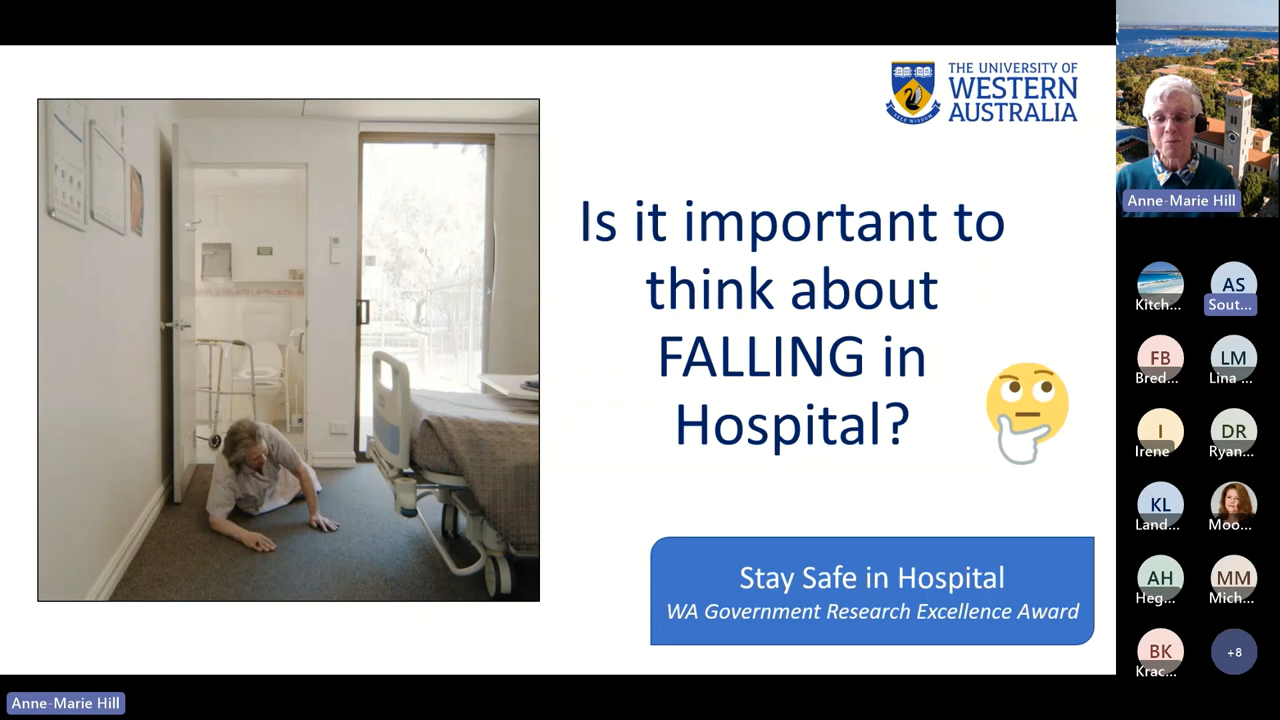 THE UNIVERSITY OF
WESTERN
AUSTRALIA
Is it important to
think about
FALLING in
Hospital?
Stay Safe in Hospital
WA Government Research Excellence Award
Anne-Marie Hill
Kitch...
AS
Sout...
FB
Bred...
LM
Lina ...
I
Irene
DR
Ryan...
KL
Land...
Moo...
AH
Heg...
MM
Mich...
BK
Krac...
+8
Anne-Marie Hill